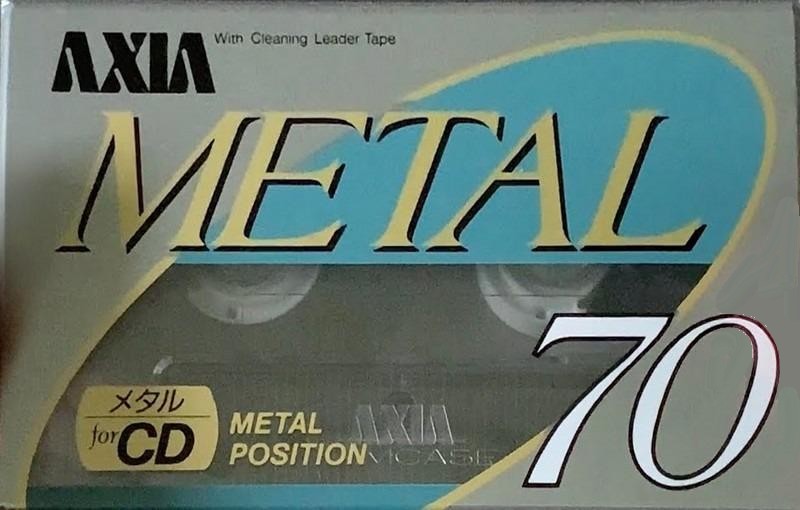 AXIA With Cleaning Leader Tape
METAL
70
メタル
for CD
METAL
POSITION
AXIA